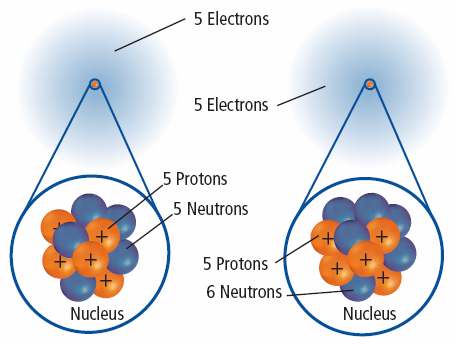 5 Electrons
5 Electrons
5 Protons
5 Neutrons
+ + + + +
Nucleus
5 Protons
6 Neutrons
+ + + + +
Nucleus